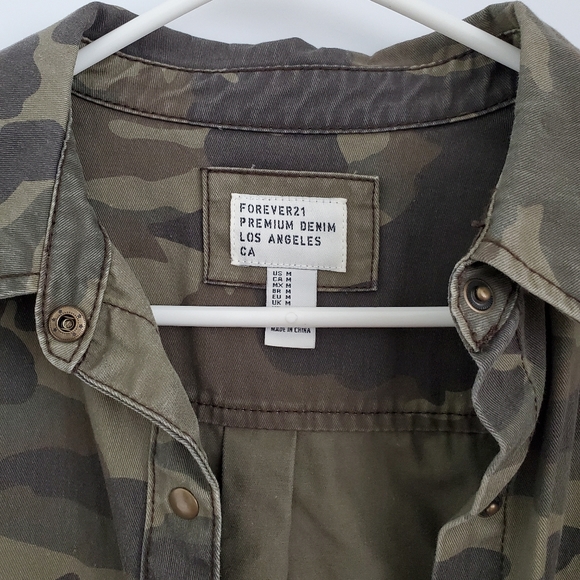 FOREVER21
PREMIUM DENIM
LOS ANGELES
CA
US M
CA M
MX M
BR M
EU M
UK M
MADE IN CHINA